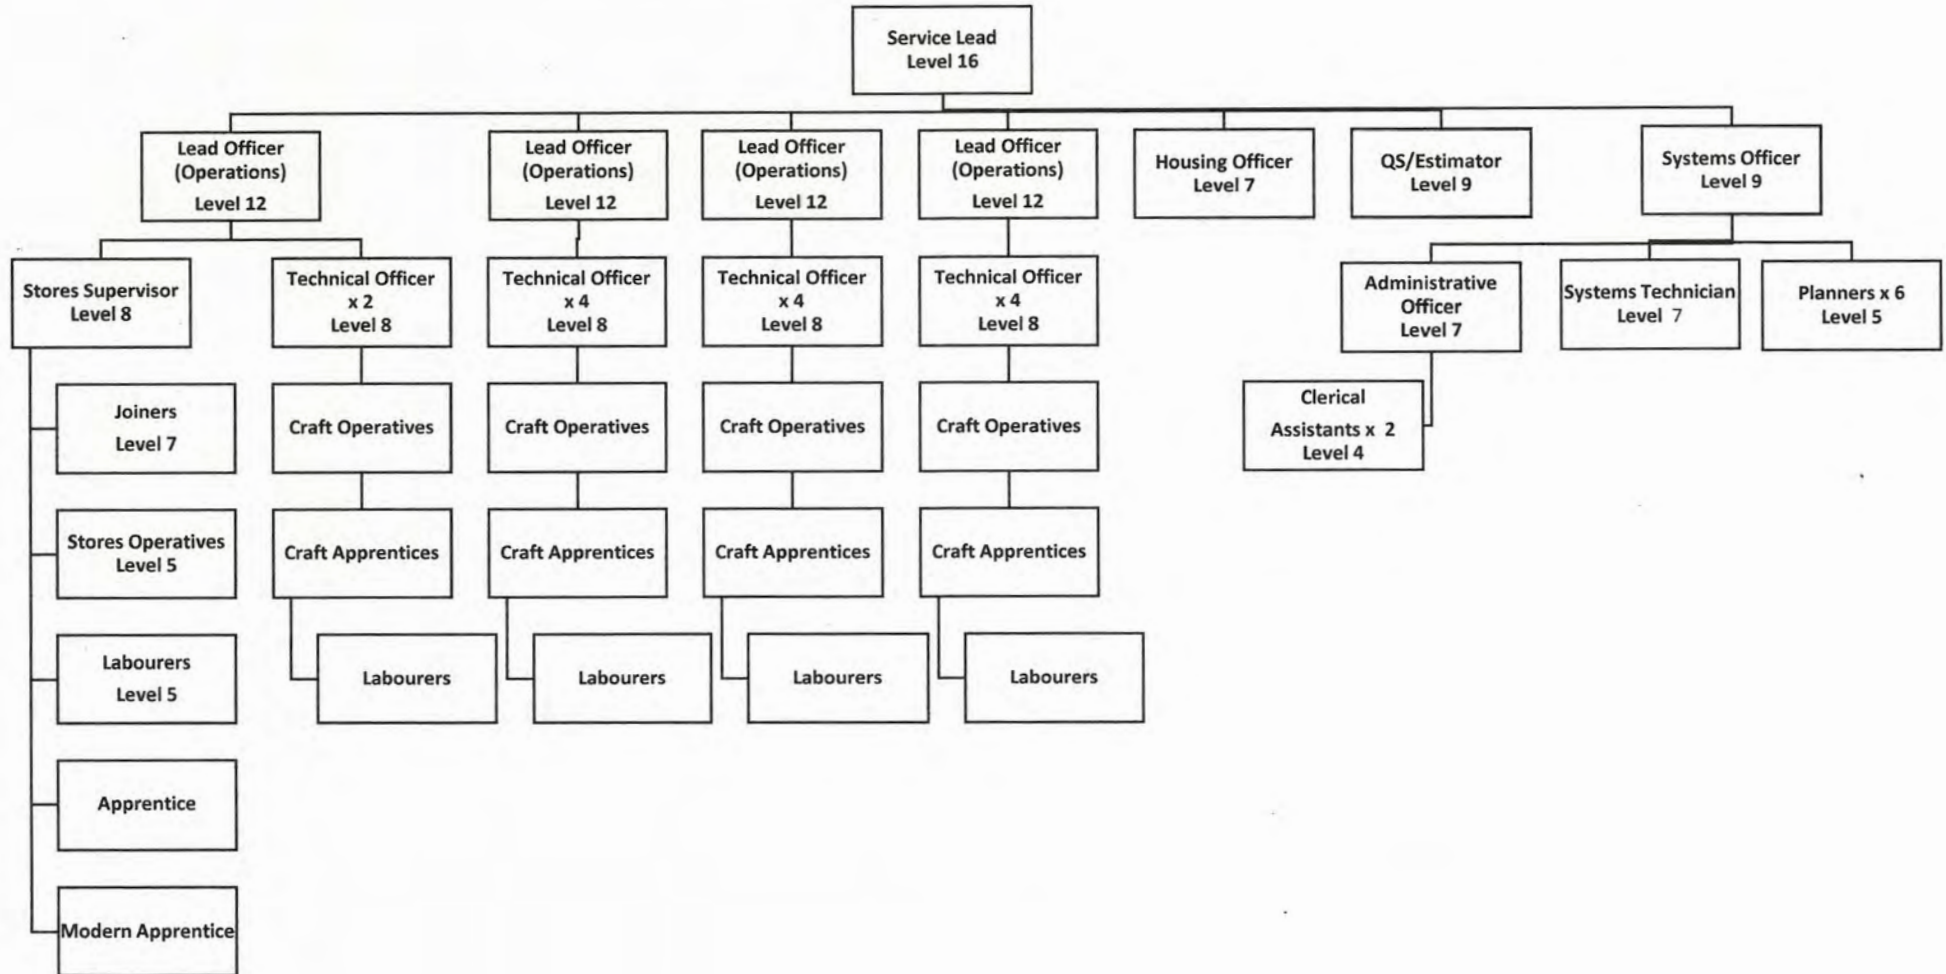 Service Lead
Level 16
Lead Officer
(Operations)
Level 12
Lead Officer
(Operations)
Level 12
Lead Officer
(Operations)
Level 12
Lead Officer
(Operations)
Level 12
Housing Officer
Level 7
QS/Estimator
Level 9
Systems Officer
Level 9
Stores Supervisor
Level 8
Technical Officer
x 2
Level 8
Technical Officer
x 4
Level 8
Technical Officer
x 4
Level 8
Technical Officer
x 4
Level 8
Administrative
Officer
Level 7
Systems Technician
Level 7
Planners x 6
Level 5
Joiners
Level 7
Craft Operatives
Craft Operatives
Craft Operatives
Craft Operatives
Clerical
Assistants x 2
Level 4
Stores Operatives
Level 5
Craft Apprentices
Craft Apprentices
Craft Apprentices
Craft Apprentices
Labourers
Level 5
Labourers
Labourers
Labourers
Labourers
Apprentice
Modern Apprentice